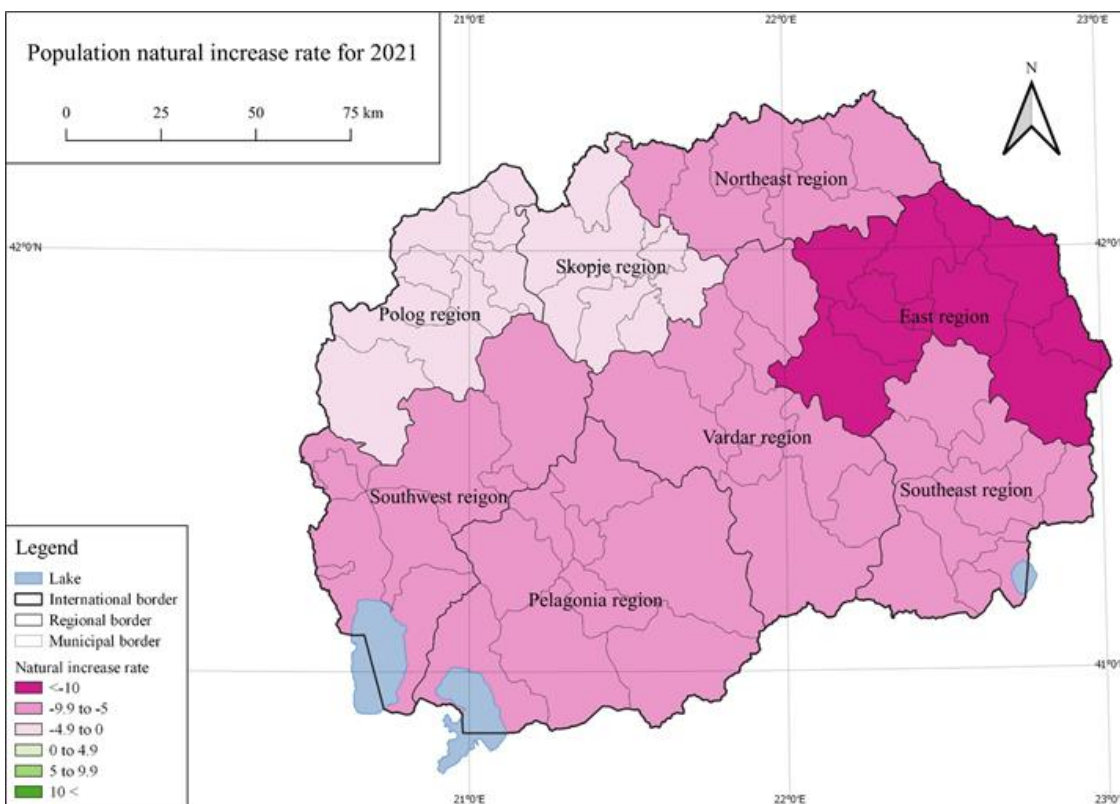 21°0'E 22°0'E 23°0'E
Population natural increase rate for 2021
0 25 50 75 km
N
Northeast region
42°0'N 42°0'N
Skopje region
Polog region
East region
Vardar region
Southwest reigon
Southeast region
Pelagonia region
Legend
Lake
International border
Regional border
Municipal border
Natural increase rate
<-10
-9.9 to -5
-4.9 to 0
0 to 4.9
5 to 9.9
10 <
41°0'N
21°0'E 22°0'E